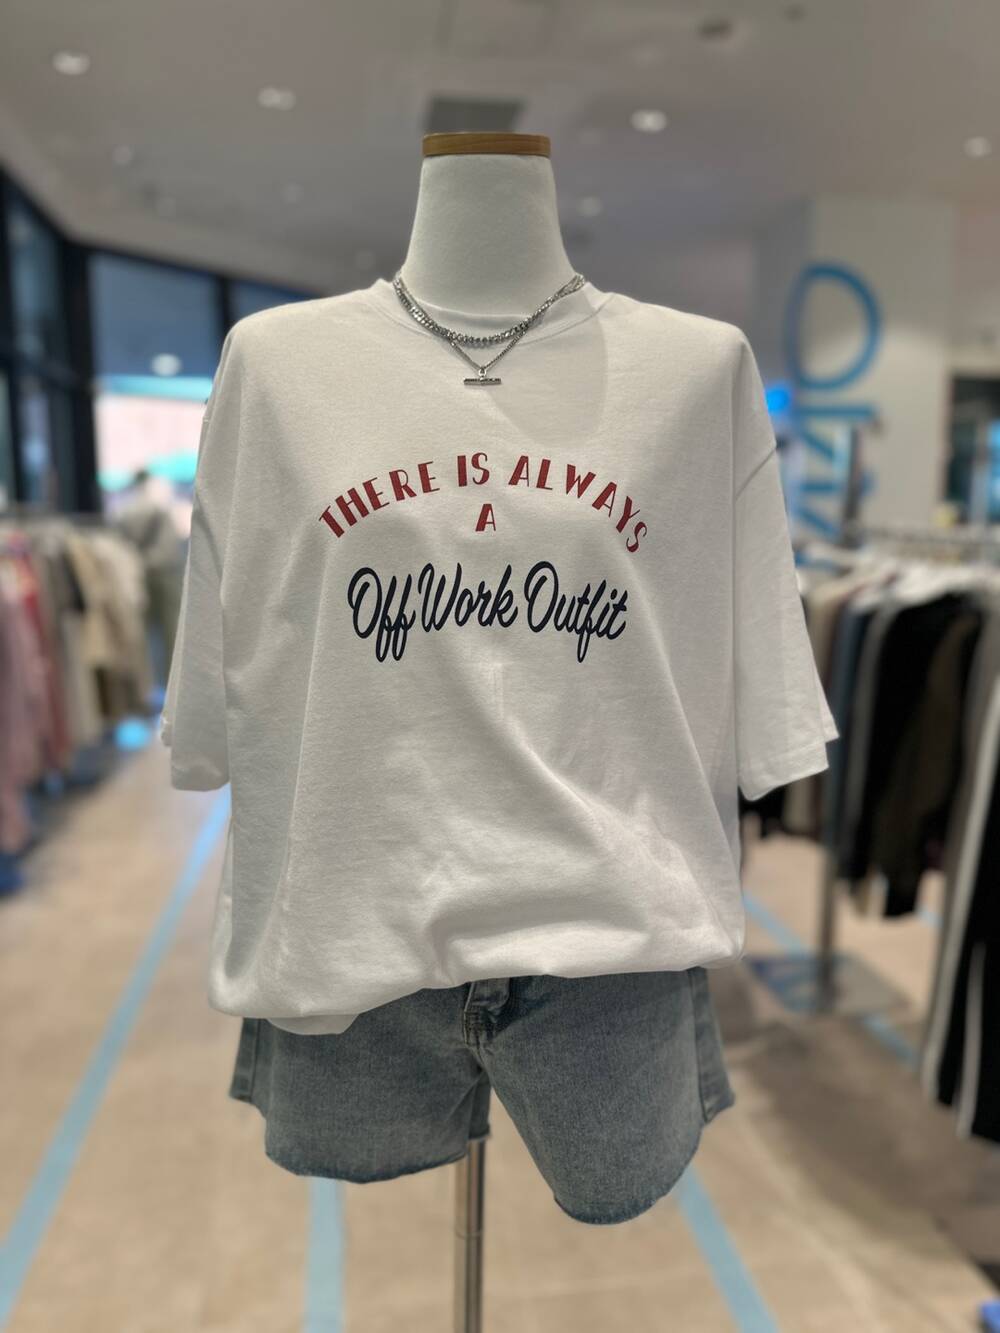 THERE IS ALWAYS
A
Off Work Outfit